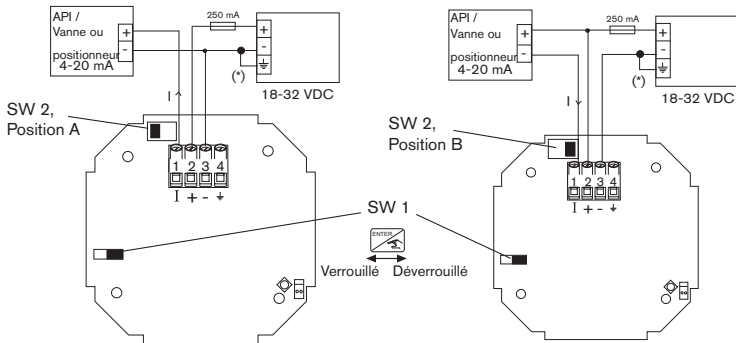 API /
Vanne ou
positionneur
4-20 mA
+
-
250 mA
+
-
(*)
18-32 VDC
I
SW 2,
Position A
1 2 3 4
I + -
API /
Vanne ou
positionneur
4-20 mA
+
-
250 mA
+
-
(*)
18-32 VDC
I
SW 2,
Position B
1 2 3 4
I + -
SW 1
ENTER
Verrouillé Déverrouillé